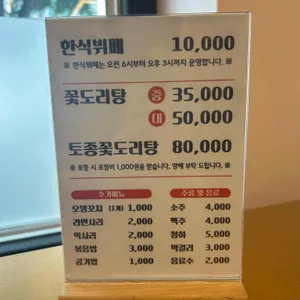 한식뷔페 10,000
※ 한식뷔페는 오전 6시부터 오후 3시까지 운영합니다. ※
꽃도리탕 중 35,000
대 50,000
토종꽃도리탕 80,000
※ 포장 시 포장비 1,000원을 받습니다. 양해 부탁 드립니다. ※
추가메뉴
오뎅꼬치 (1개) 1,000
라면사리 2,000
떡사리 2,000
볶음밥 3,000
공기밥 1,000
주류 및 음료
소주 4,000
맥주 4,000
청하 5,000
막걸리 3,000
음료수 2,000